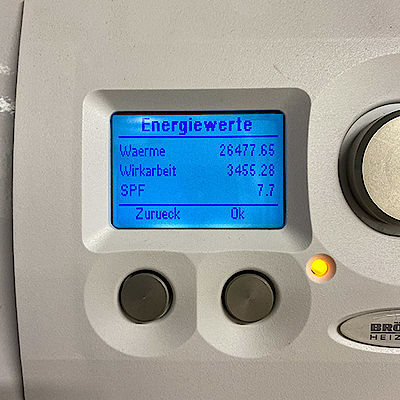 Energiewerte
Waerme 26477.65
Wirkarbeit 3455.28
SPF 7.7
Zurueck Ok